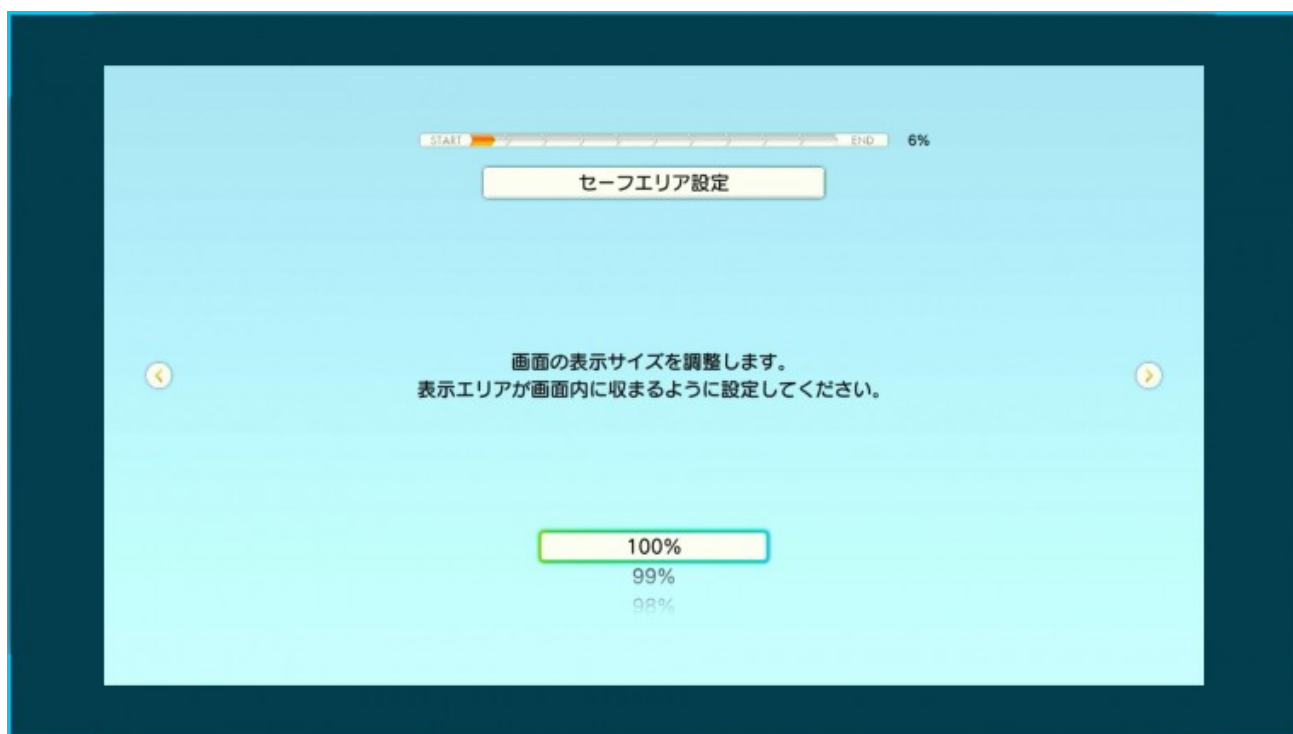 START
END
6%
セーフエリア設定
画面の表示サイズを調整します。
表示エリアが画面内に収まるように設定してください。
100%
99%
98%